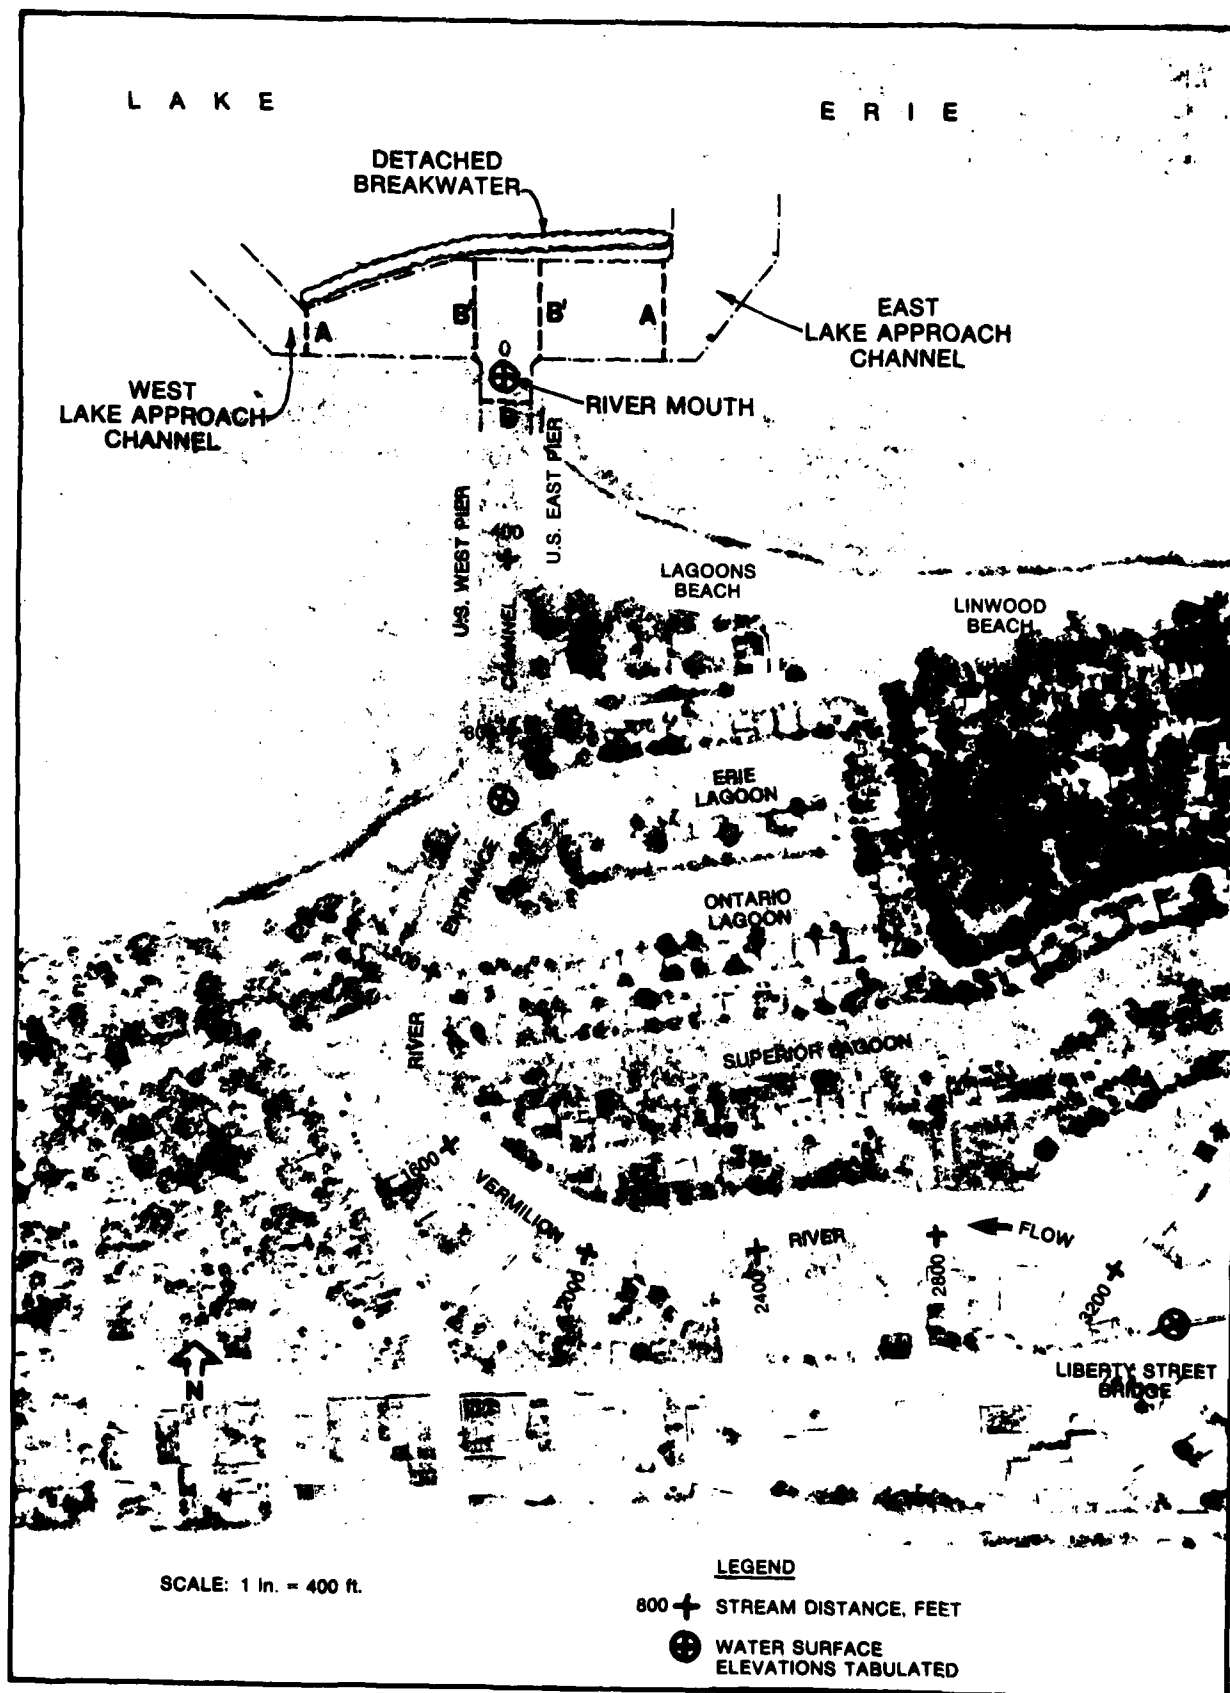 LAKE
ERIE
DETACHED
BREAKWATER
A
B'
B'
A
EAST
LAKE APPROACH
CHANNEL
0
WEST
LAKE APPROACH
CHANNEL
RIVER MOUTH
U.S. WEST PIER
U.S. EAST PIER
400
CHANNEL
LAGOONS
BEACH
LINWOOD
BEACH
ERIE
LAGOON
ENTRANCE
ONTARIO
LAGOON
RIVER
SUPERIOR LAGOON
1600
VERMILION
RIVER
FLOW
2400
2800
3200
N
LIBERTY STREET
BRIDGE
SCALE: 1 in. = 400 ft.
LEGEND
800 + STREAM DISTANCE, FEET
WATER SURFACE
ELEVATIONS TABULATED